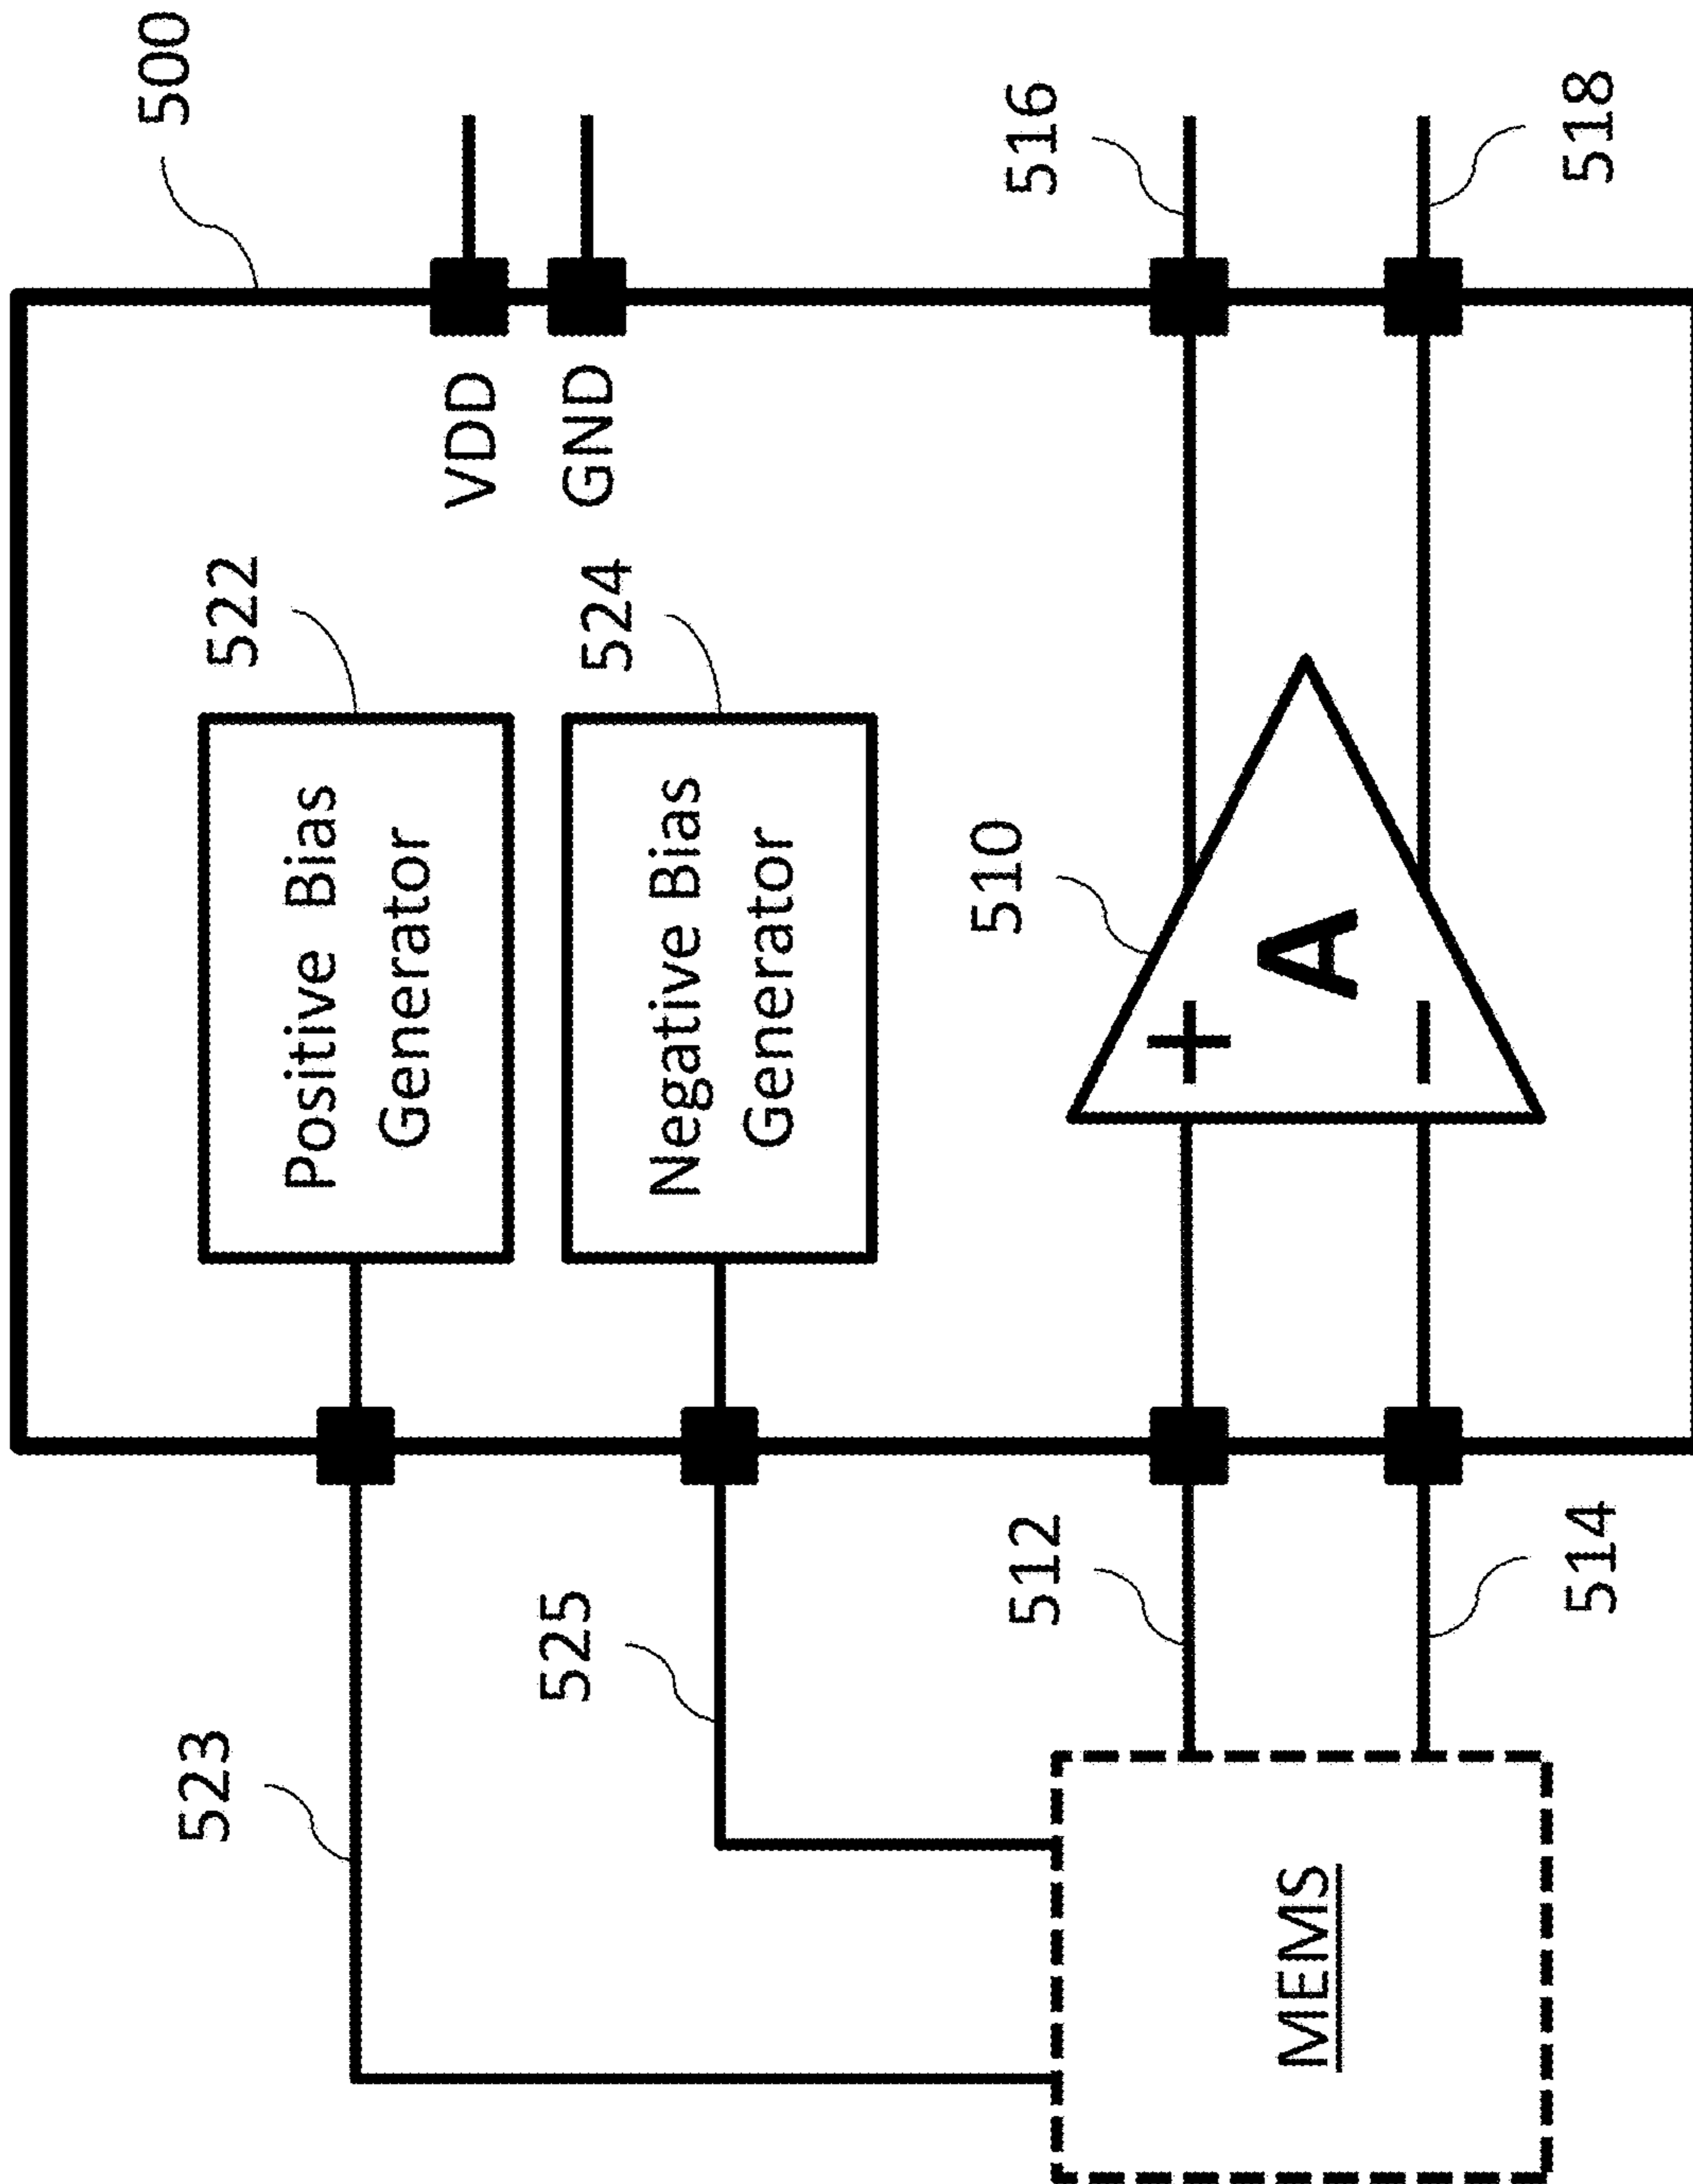 500
522
Positive Bias
Generator
VDD
GND
524
Negative Bias
Generator
523
525
510
+
A
−
516
518
512
514
MEMS